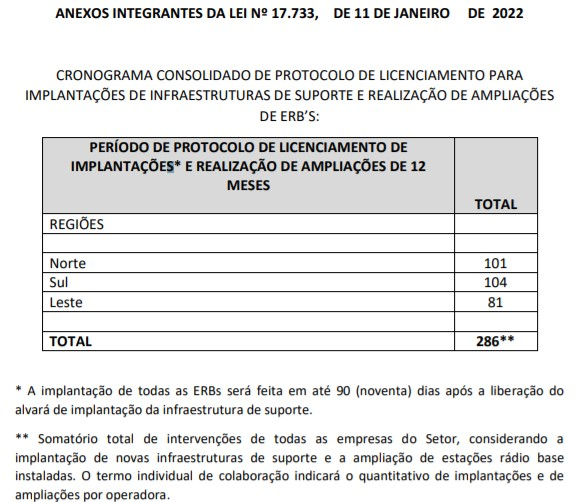 ANEXOS INTEGRANTES DA LEI Nº 17.733, DE 11 DE JANEIRO DE 2022
CRONOGRAMA CONSOLIDADO DE PROTOCOLO DE LICENCIAMENTO PARA
IMPLANTAÇÕES DE INFRAESTRUTURAS DE SUPORTE E REALIZAÇÃO DE AMPLIAÇÕES
DE ERB'S:
PERÍODO DE PROTOCOLO DE LICENCIAMENTO DE
IMPLANTAÇÕES* E REALIZAÇÃO DE AMPLIAÇÕES DE 12
MESES
TOTAL
REGIÕES
Norte 101
Sul 104
Leste 81
TOTAL 286**
* A implantação de todas as ERBs será feita em até 90 (noventa) dias após a liberação do
alvará de implantação da infraestrutura de suporte.
** Somatório total de intervenções de todas as empresas do Setor, considerando a
implantação de novas infraestruturas de suporte e a ampliação de estações rádio base
instaladas. O termo individual de colaboração indicará o quantitativo de implantações e de
ampliações por operadora.